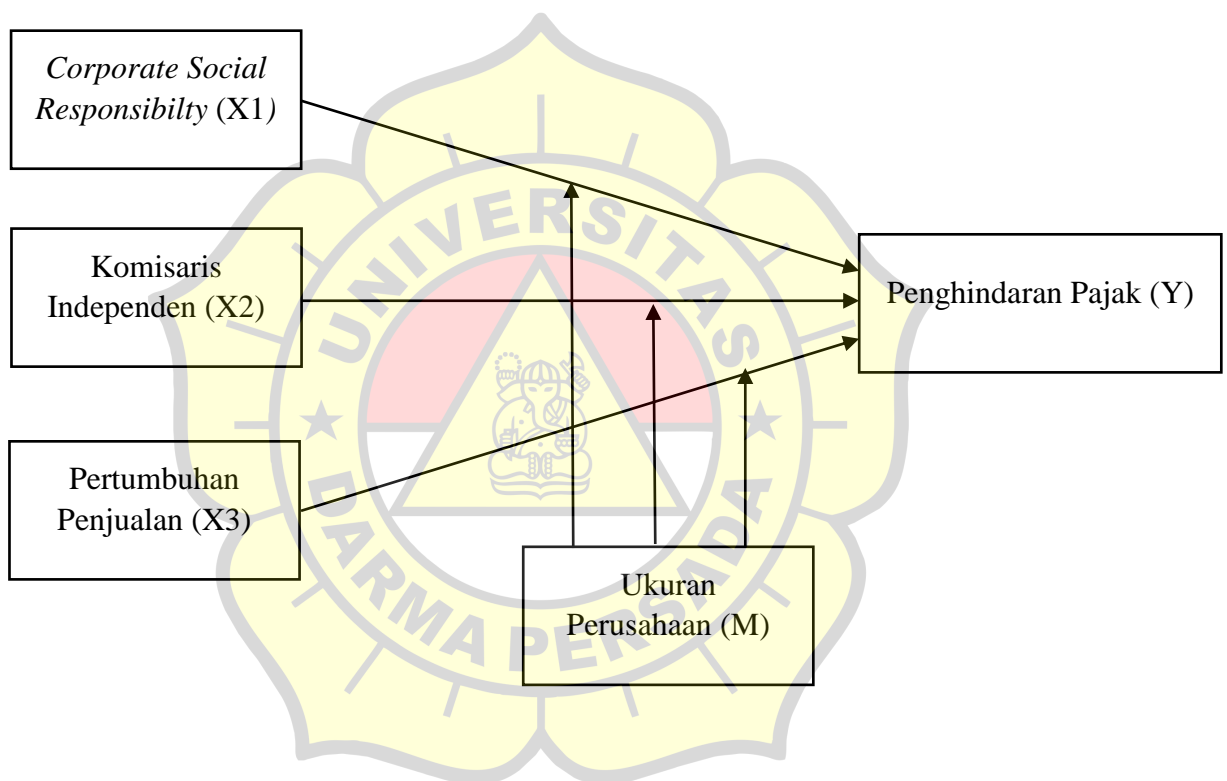 Corporate Social
Responsibilty (X1)
Komisaris
Independen (X2)
Penghindaran Pajak (Y)
Pertumbuhan
Penjualan (X3)
Ukuran
Perusahaan (M)
UNIVERSITAS
DARMA PERSADA